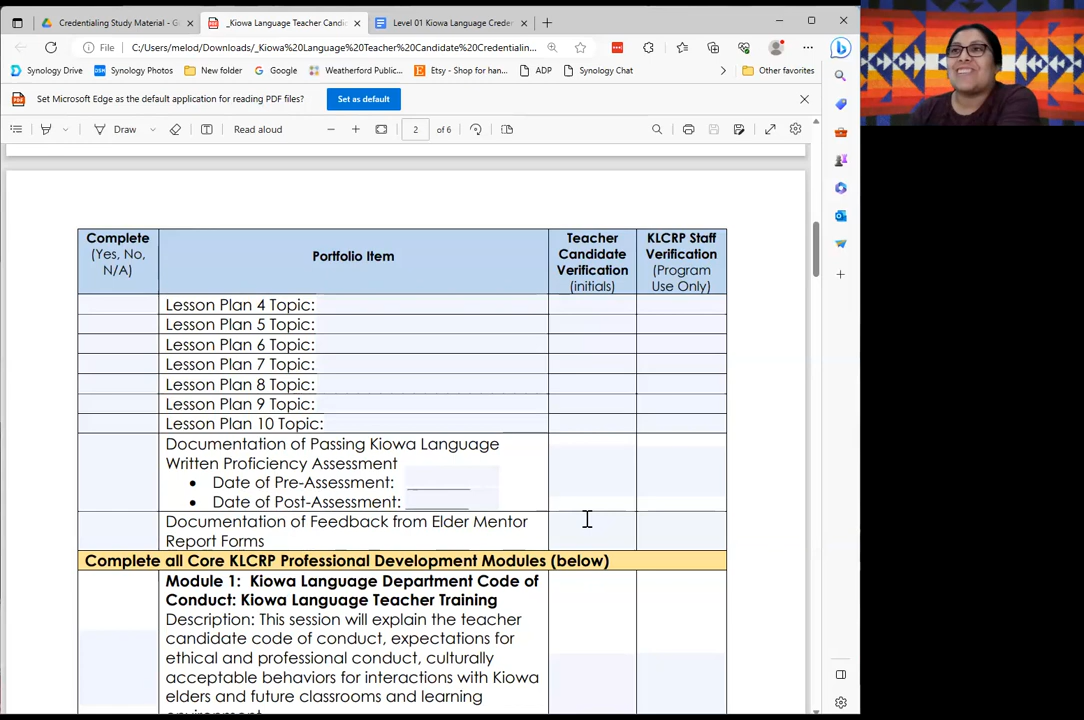 Credentialing Study Material - G
_Kiowa Language Teacher Candi
Level 01 Kiowa Language Creder
File
C:/Users/melod/Downloads/_Kiowa%20Language%20Teacher%20Candidate%20Credentialin...
Synology Drive
Synology Photos
New folder
Google
Weatherford Public...
Etsy - Shop for han...
ADP
Synology Chat
Other favorites
Set Microsoft Edge as the default application for reading PDF files?
Set as default
Draw
Read aloud
2
of 6
Complete
(Yes, No,
N/A)
Portfolio Item
Teacher
Candidate
Verification
(initials)
KLCRP Staff
Verification
(Program
Use Only)
Lesson Plan 4 Topic:
Lesson Plan 5 Topic:
Lesson Plan 6 Topic:
Lesson Plan 7 Topic:
Lesson Plan 8 Topic:
Lesson Plan 9 Topic:
Lesson Plan 10 Topic:
Documentation of Passing Kiowa Language
Written Proficiency Assessment
• Date of Pre-Assessment: ________
• Date of Post-Assessment: ________
Documentation of Feedback from Elder Mentor
Report Forms
Complete all Core KLCRP Professional Development Modules (below)
Module 1: Kiowa Language Department Code of
Conduct: Kiowa Language Teacher Training
Description: This session will explain the teacher
candidate code of conduct, expectations for
ethical and professional conduct, culturally
acceptable behaviors for interactions with Kiowa
elders and future classrooms and learning